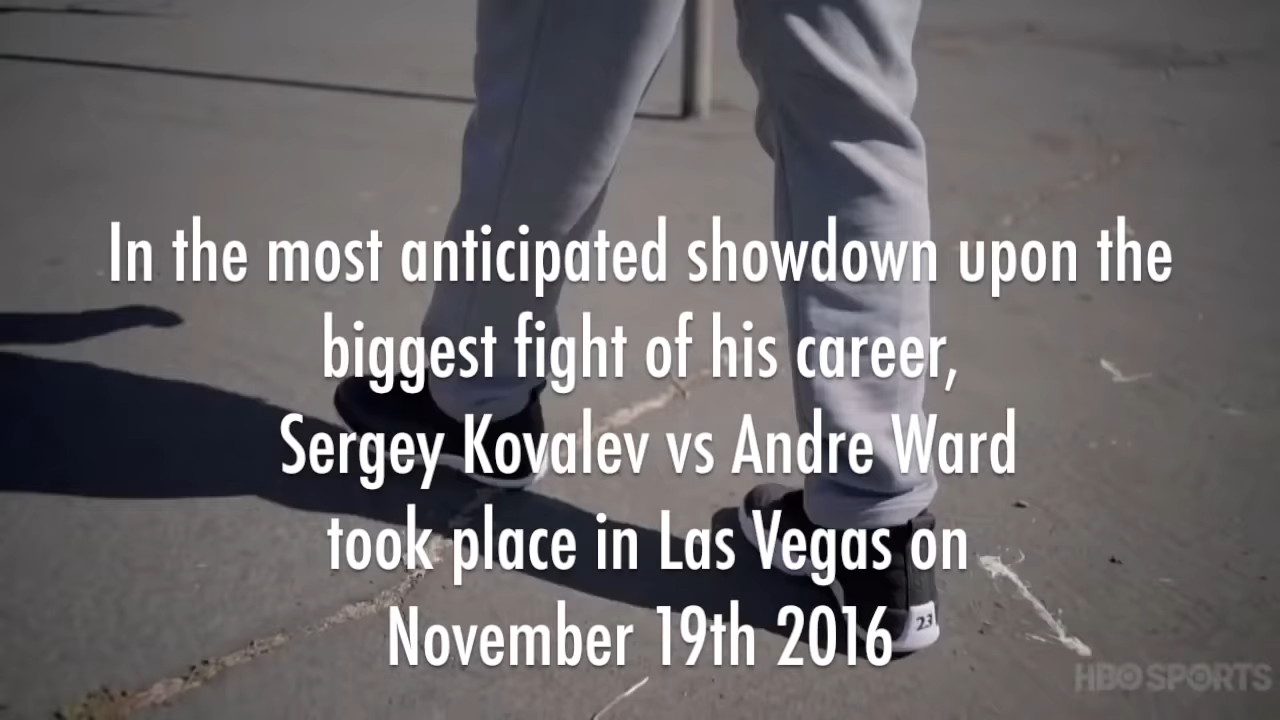 In the most anticipated showdown upon the
biggest fight of his career,
Sergey Kovalev vs Andre Ward
took place in Las Vegas on
November 19th 2016
23
HBO SPORTS